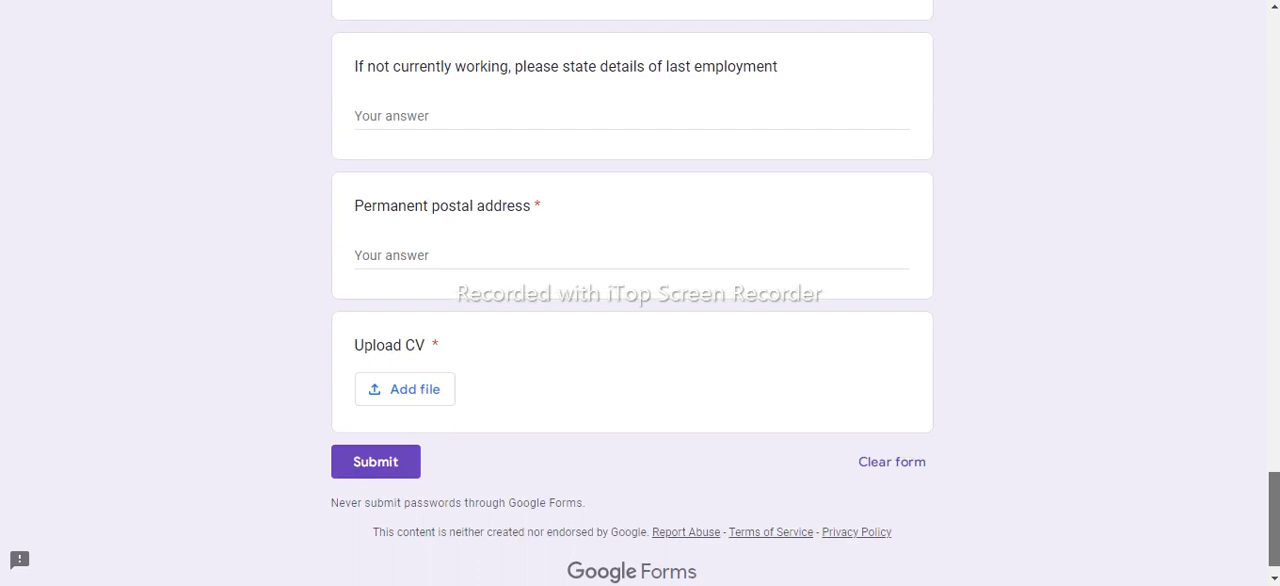 If not currently working, please state details of last employment
Your answer
Permanent postal address *
Your answer
Recorded with iTop Screen Recorder
Upload CV *
Add file
Submit
Clear form
Never submit passwords through Google Forms.
This content is neither created nor endorsed by Google. Report Abuse - Terms of Service - Privacy Policy
Google Forms